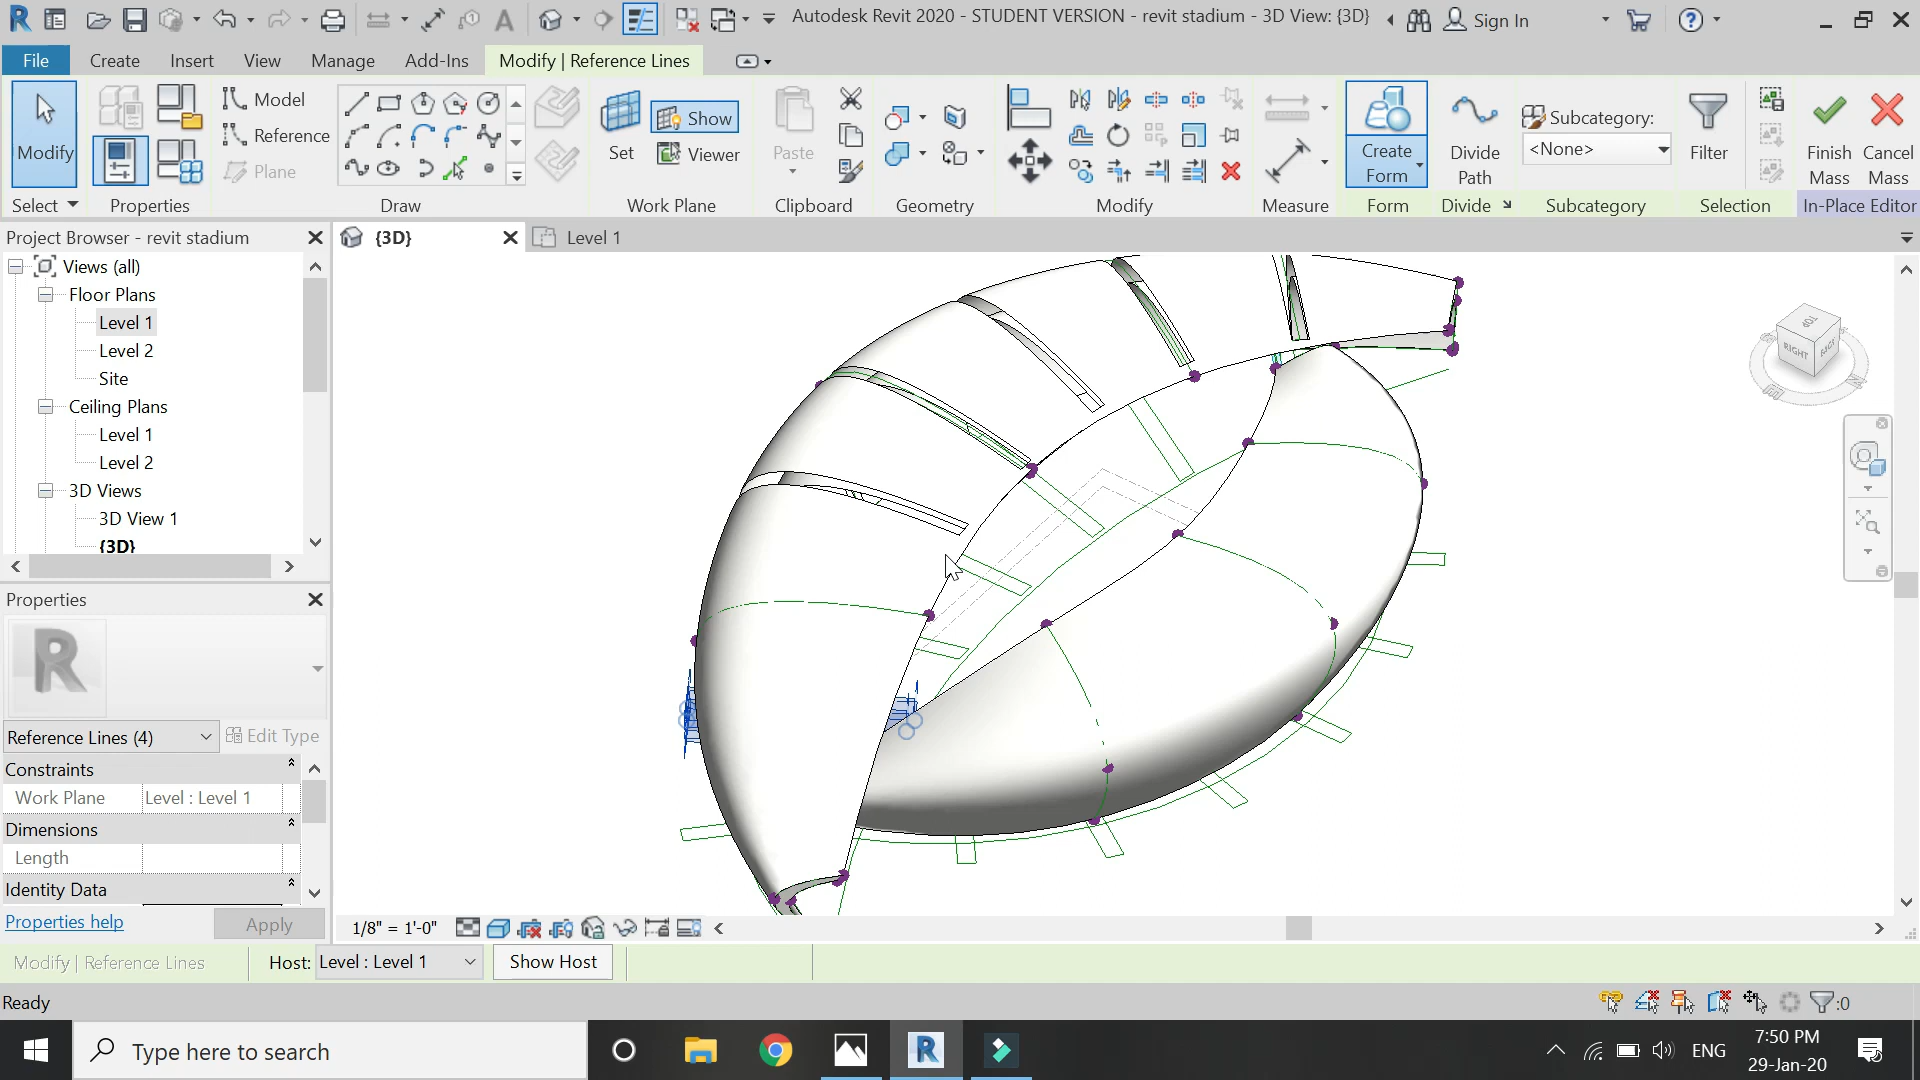 Autodesk Revit 2020 - STUDENT VERSION - revit stadium - 3D View: {3D}
Sign In
File
Create
Insert
View
Manage
Add-Ins
Modify | Reference Lines
Modify
Select
Properties
Model
Reference
Plane
Draw
Set
Show
Viewer
Work Plane
Paste
Clipboard
Geometry
Modify
Measure
Create
Form
Form
Divide
Path
Divide
Subcategory:
<None>
Subcategory
Filter
Selection
Finish
Mass
Cancel
Mass
In-Place Editor
Project Browser - revit stadium
{3D}
Level 1
Views (all)
Floor Plans
Level 1
Level 2
Site
Ceiling Plans
Level 1
Level 2
3D Views
3D View 1
{3D}
TOP
RIGHT
Properties
Reference Lines (4)
Edit Type
Constraints
Work Plane
Level : Level 1
Dimensions
Length
Identity Data
Properties help
Apply
1/8" = 1'-0"
Modify | Reference Lines
Host:
Level : Level 1
Show Host
Ready
:0
Type here to search
ENG
7:50 PM
29-Jan-20